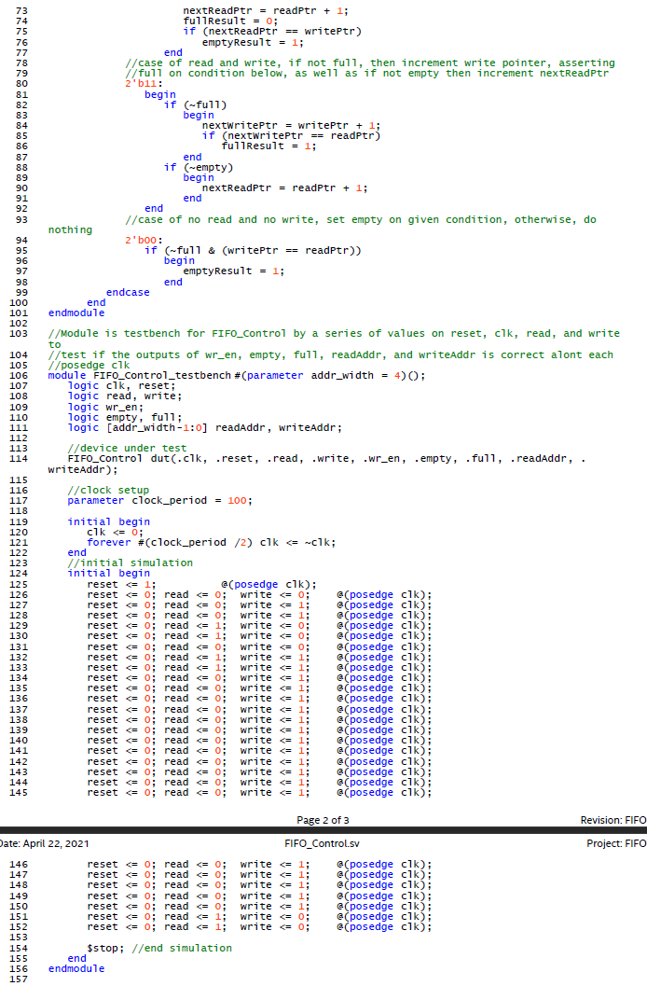 73 nextReadPtr = readPtr + 1;
74 fullResult = 0;
75 if (nextReadPtr == writePtr)
76 emptyResult = 1;
77 end
78 //case of read and write, if not full, then increment write pointer, asserting
79 //full on condition below, as well as if not empty then increment nextReadPtr
80 2'b11:
81 begin
82 if (~full)
83 begin
84 nextWritePtr = writePtr + 1;
85 if (nextWritePtr == readPtr)
86 fullResult = 1;
87 end
88 if (~empty)
89 begin
90 nextReadPtr = readPtr + 1;
91 end
92 end
93 //case of no read and no write, set empty on given condition, otherwise, do
nothing
94 2'b00:
95 if (~full & (writePtr == readPtr))
96 begin
97 emptyResult = 1;
98 end
99 endcase
100 end
101 endmodule
102
103 //Module is testbench for FIFO_Control by a series of values on reset, clk, read, and write
to
104 //test if the outputs of wr_en, empty, full, readAddr, and writeAddr is correct alont each
105 //posedge clk
106 module FIFO_Control_testbench #(parameter addr_width = 4)();
107 logic clk, reset;
108 logic read, write;
109 logic wr_en;
110 logic empty, full;
111 logic [addr_width-1:0] readAddr, writeAddr;
112
113 //device under test
114 FIFO_Control dut(.clk, .reset, .read, .write, .wr_en, .empty, .full, .readAddr, .
writeAddr);
115
116 //clock setup
117 parameter clock_period = 100;
118
119 initial begin
120 clk <= 0;
121 forever #(clock_period /2) clk <= ~clk;
122 end
123 //initial simulation
124 initial begin
125 reset <= 1; @(posedge clk);
126 reset <= 0; read <= 0; write <= 0; @(posedge clk);
127 reset <= 0; read <= 0; write <= 1; @(posedge clk);
128 reset <= 0; read <= 0; write <= 1; @(posedge clk);
129 reset <= 0; read <= 1; write <= 0; @(posedge clk);
130 reset <= 0; read <= 1; write <= 0; @(posedge clk);
131 reset <= 0; read <= 0; write <= 0; @(posedge clk);
132 reset <= 0; read <= 1; write <= 1; @(posedge clk);
133 reset <= 0; read <= 1; write <= 1; @(posedge clk);
134 reset <= 0; read <= 0; write <= 1; @(posedge clk);
135 reset <= 0; read <= 0; write <= 1; @(posedge clk);
136 reset <= 0; read <= 0; write <= 1; @(posedge clk);
137 reset <= 0; read <= 0; write <= 1; @(posedge clk);
138 reset <= 0; read <= 0; write <= 1; @(posedge clk);
139 reset <= 0; read <= 0; write <= 1; @(posedge clk);
140 reset <= 0; read <= 0; write <= 1; @(posedge clk);
141 reset <= 0; read <= 0; write <= 1; @(posedge clk);
142 reset <= 0; read <= 0; write <= 1; @(posedge clk);
143 reset <= 0; read <= 0; write <= 1; @(posedge clk);
144 reset <= 0; read <= 0; write <= 1; @(posedge clk);
145 reset <= 0; read <= 0; write <= 1; @(posedge clk);
Page 2 of 3 Revision: FIFO
Date: April 22, 2021 FIFO_Control.sv Project: FIFO
146 reset <= 0; read <= 0; write <= 1; @(posedge clk);
147 reset <= 0; read <= 0; write <= 1; @(posedge clk);
148 reset <= 0; read <= 0; write <= 1; @(posedge clk);
149 reset <= 0; read <= 0; write <= 1; @(posedge clk);
150 reset <= 0; read <= 0; write <= 1; @(posedge clk);
151 reset <= 0; read <= 1; write <= 0; @(posedge clk);
152 reset <= 0; read <= 1; write <= 0; @(posedge clk);
153
154 $stop; //end simulation
155 end
156 endmodule
157